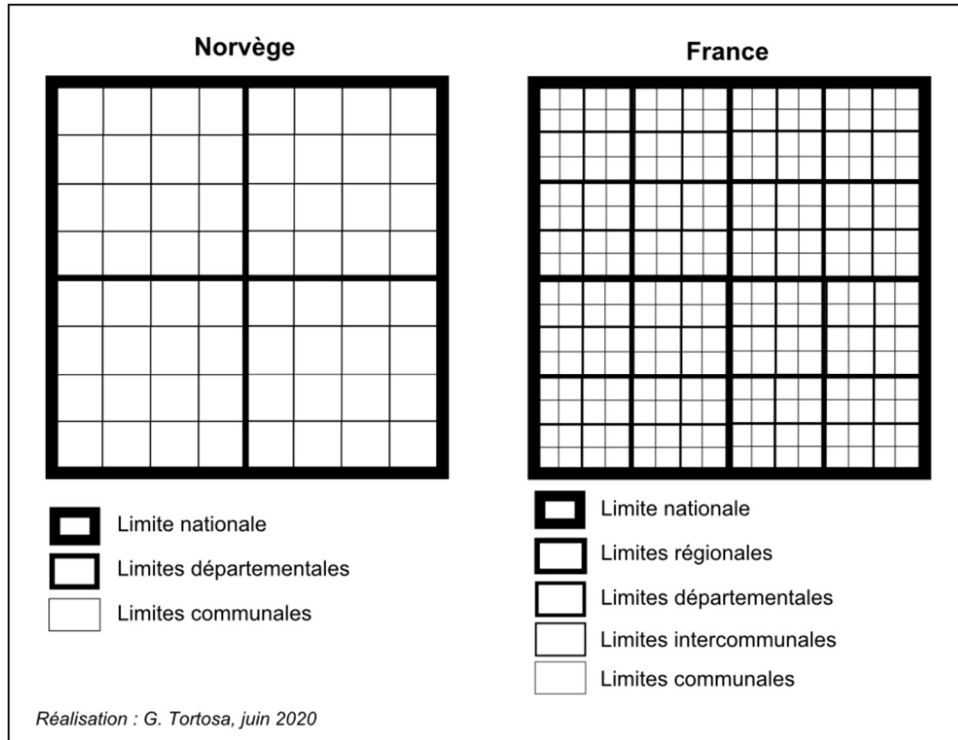 Norvège
France
Limite nationale
Limites départementales
Limites communales
Limite nationale
Limites régionales
Limites départementales
Limites intercommunales
Limites communales
Réalisation : G. Tortosa, juin 2020